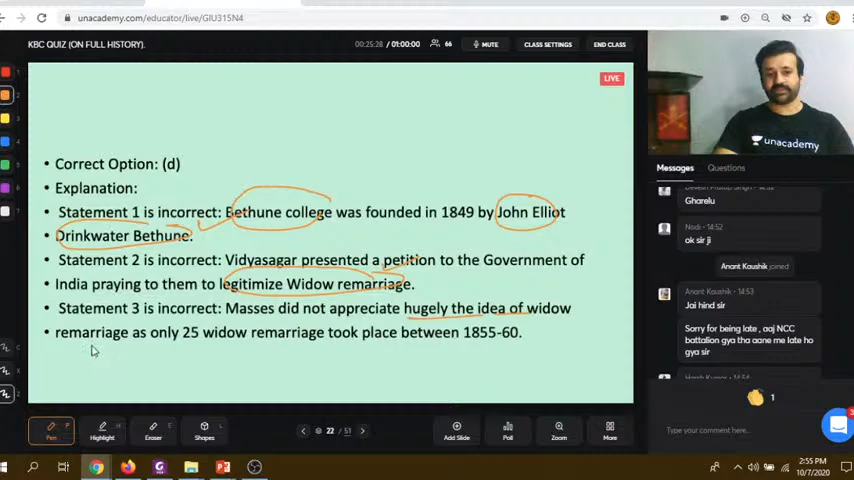 unacademy.com/educator/live/GIU315N4
KBC QUIZ (ON FULL HISTORY).
00:25:28 01:00:00
66
MUTE
CLASS SETTINGS
END CLASS
LIVE
• Correct Option: (d)
• Explanation:
• Statement 1 is incorrect: Bethune college was founded in 1849 by John Elliot
• Drinkwater Bethune.
• Statement 2 is incorrect: Vidyasagar presented a petition to the Government of
• India praying to them to legitimize Widow remarriage.
• Statement 3 is incorrect: Masses did not appreciate hugely the idea of widow
• remarriage as only 25 widow remarriage took place between 1855-60.
unacademy
Messages Questions
Gharelu
Nodi • 14:52
ok sir ji
Anant Kaushik joined
Anant Kaushik • 14:53
Jai hind sir
Sorry for being late , aaj NCC
battalion gya tha aane me late ho
gya sir
1
Type your comment here...
Pen P
Highlight H
Eraser E
Shapes L
22 / 51
Add Slide
Poll
Zoom
More
2:55 PM
10/7/2020